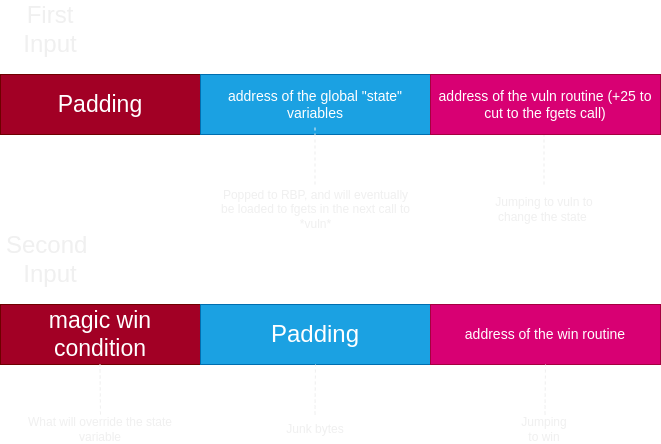 First
Input
Padding
address of the global "state"
variables
address of the vuln routine (+25 to
cut to the fgets call)
Popped to RBP, and will eventually
be loaded to fgets in the next call to
*vuln*
Jumping to vuln to
change the state
Second
Input
magic win
condition
Padding
address of the win routine
What will override the state
variable
Junk bytes
Jumping
to win